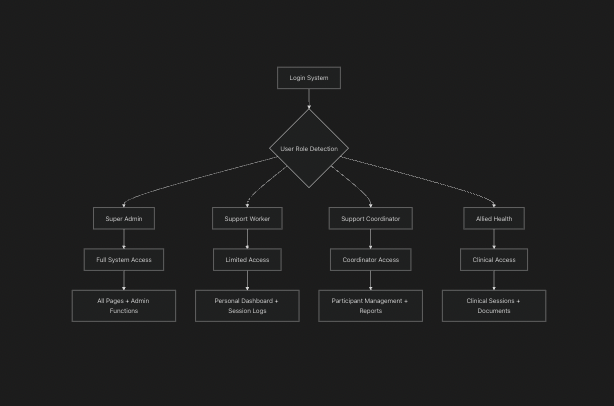 Login System
User Role Detection
Super Admin
Support Worker
Support Coordinator
Allied Health
Full System Access
Limited Access
Coordinator Access
Clinical Access
All Pages + Admin
Functions
Personal Dashboard +
Session Logs
Participant Management +
Reports
Clinical Sessions +
Documents